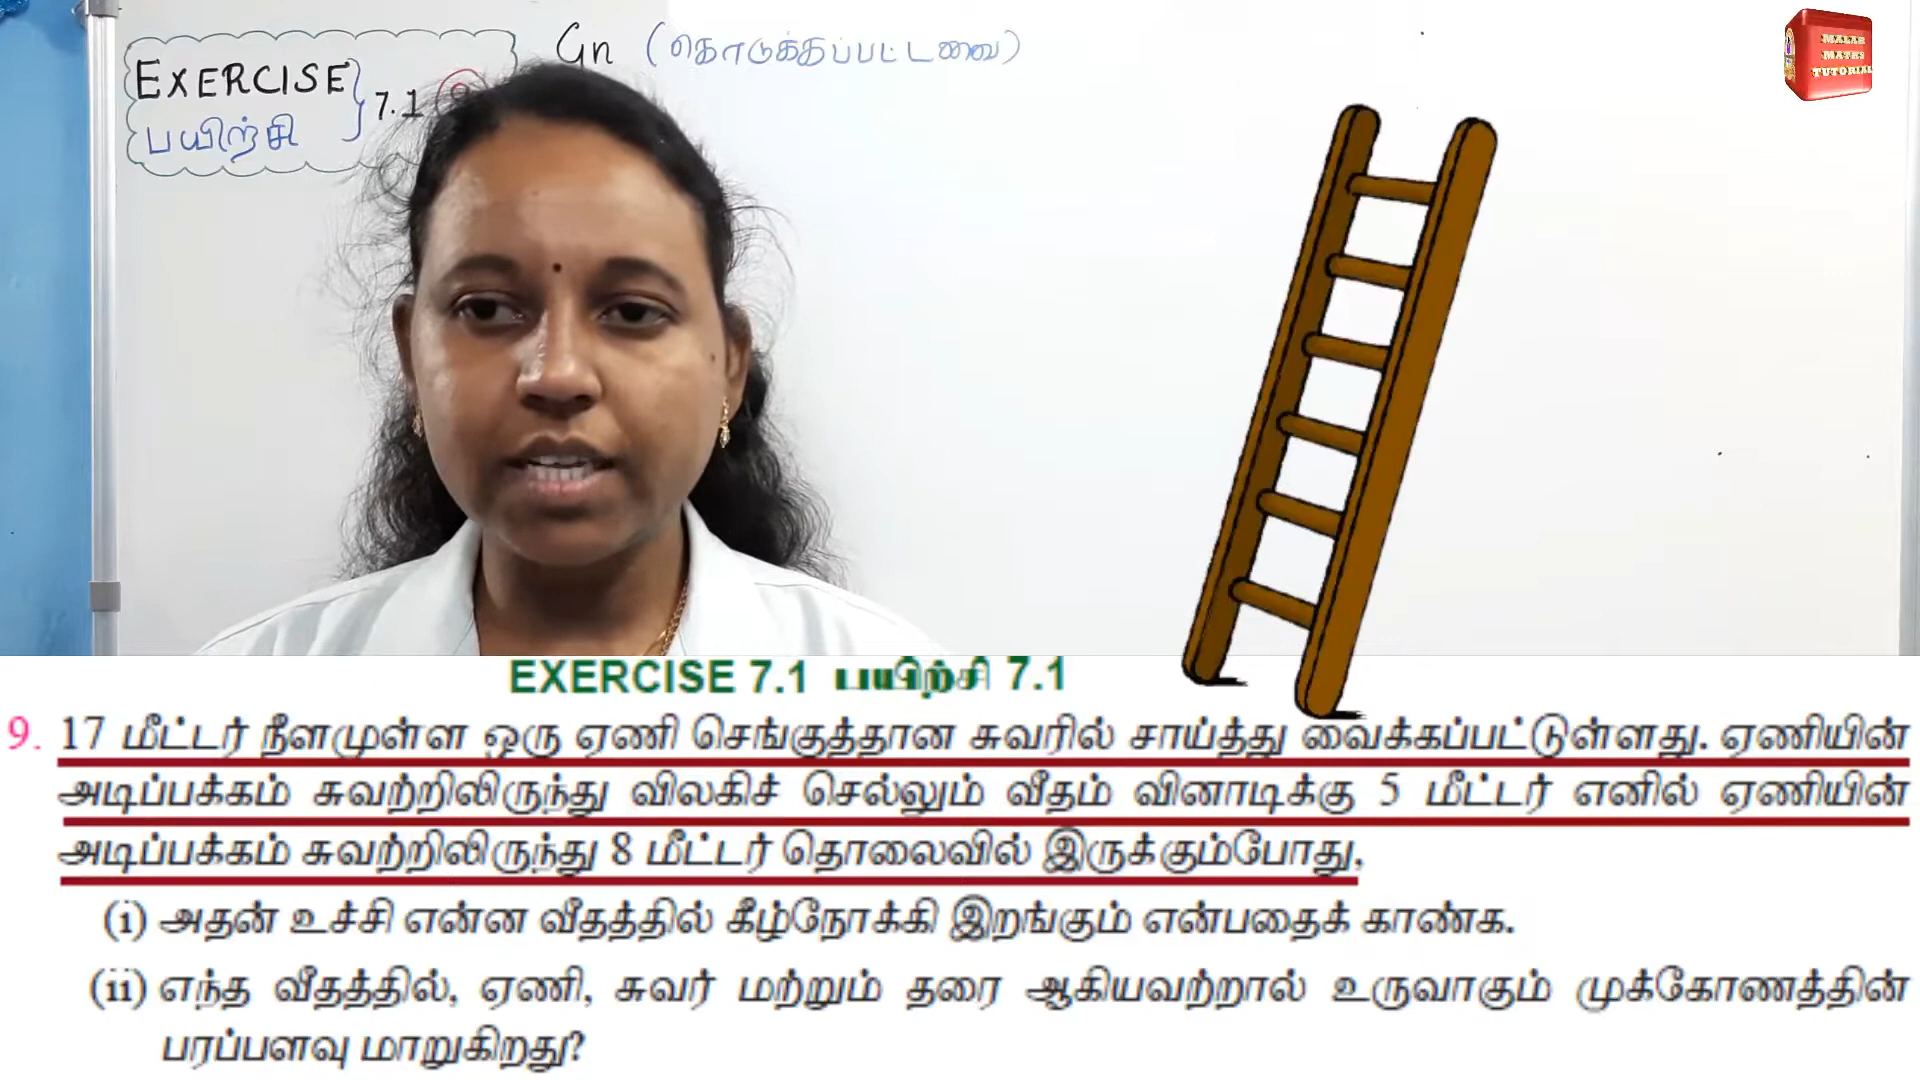 EXERCISE
பயிற்சி
7.1
Gn (கொடுக்கப்பட்டவை)
MALAR
MATHS
TUTORIAL
EXERCISE 7.1 பயிற்சி 7.1
9. 17 மீட்டர் நீளமுள்ள ஒரு ஏணி செங்குத்தான சுவரில் சாய்த்து வைக்கப்பட்டுள்ளது. ஏணியின்
அடிப்பக்கம் சுவற்றிலிருந்து விலகிச் செல்லும் வீதம் வினாடிக்கு 5 மீட்டர் எனில் ஏணியின்
அடிப்பக்கம் சுவற்றிலிருந்து 8 மீட்டர் தொலைவில் இருக்கும்போது,
(i) அதன் உச்சி என்ன வீதத்தில் கீழ்நோக்கி இறங்கும் என்பதைக் காண்க.
(ii) எந்த வீதத்தில், ஏணி, சுவர் மற்றும் தரை ஆகியவற்றால் உருவாகும் முக்கோணத்தின்
பரப்பளவு மாறுகிறது?